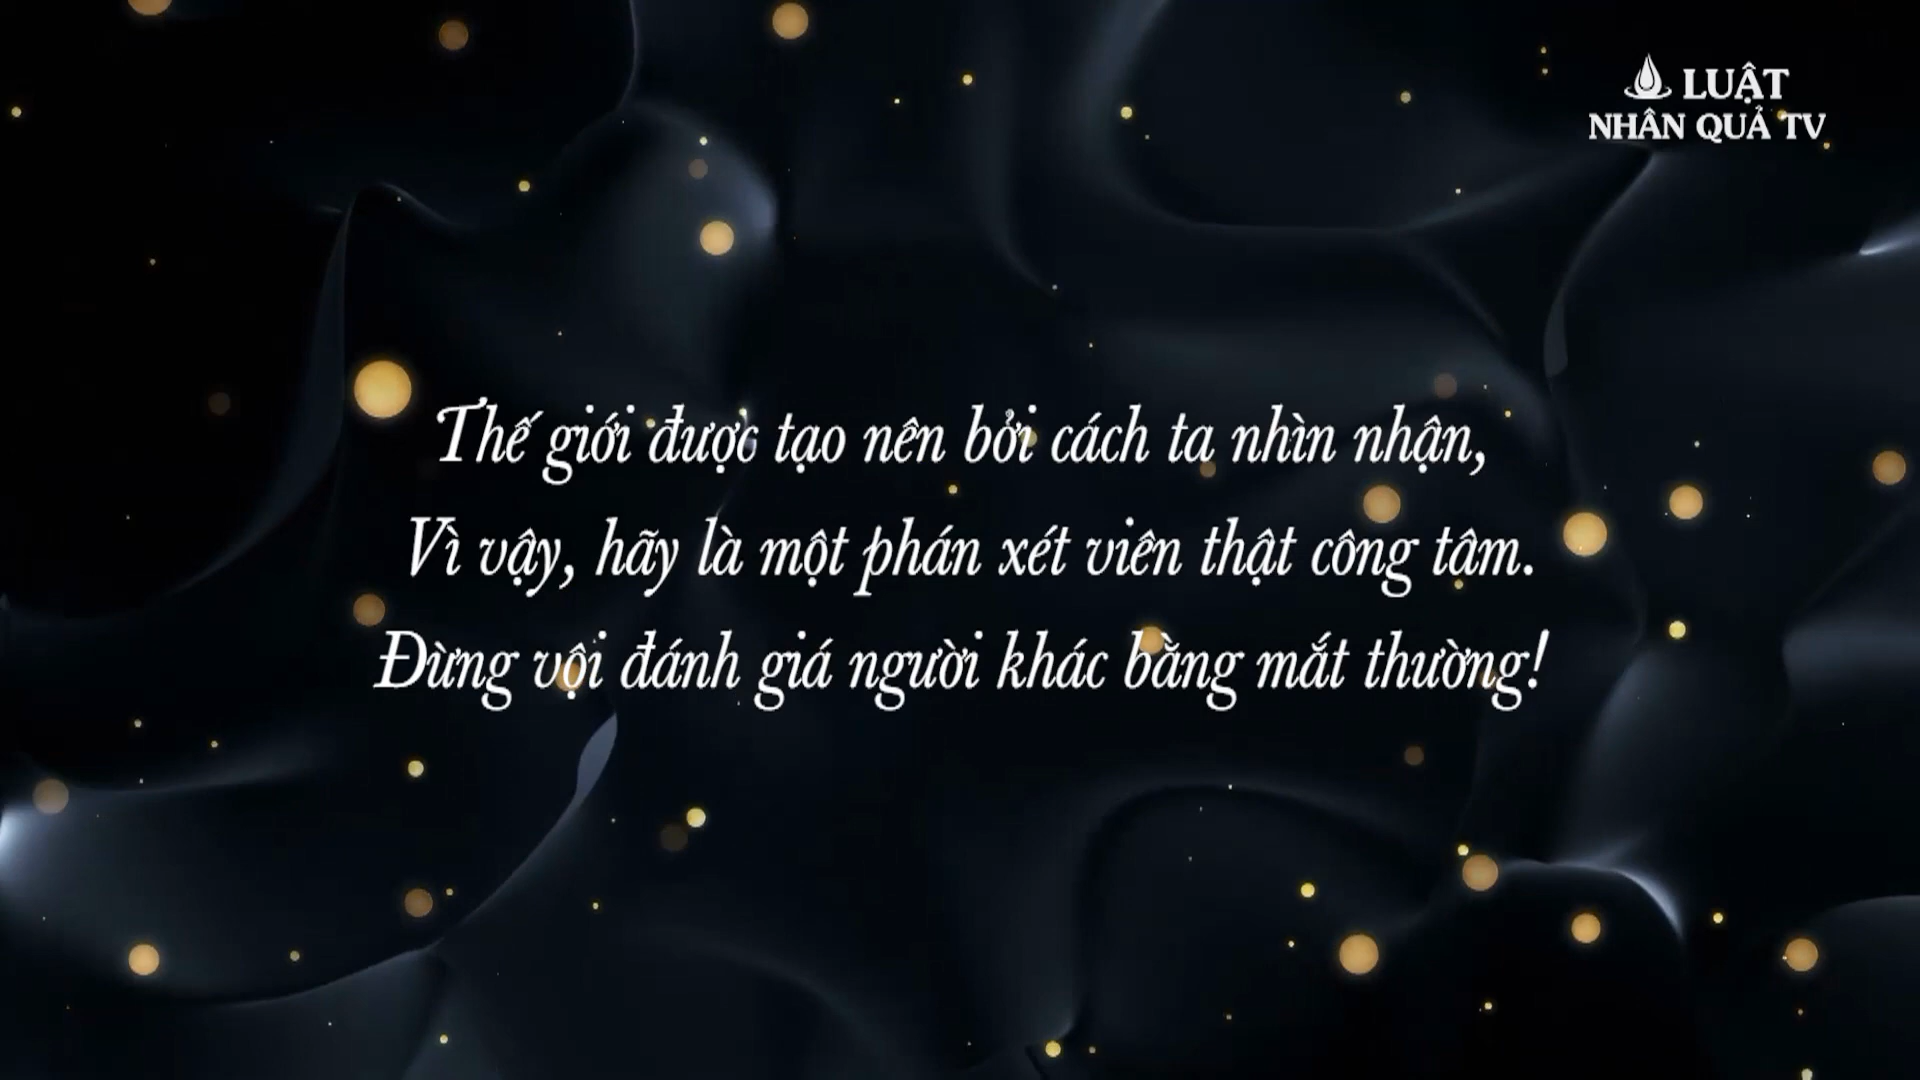 LUẬT
NHÂN QUẢ TV
Thế giới được tạo nên bởi cách ta nhìn nhận,
Vì vậy, hãy là một phán xét viên thật công tâm.
Đừng vội đánh giá người khác bằng mắt thường!